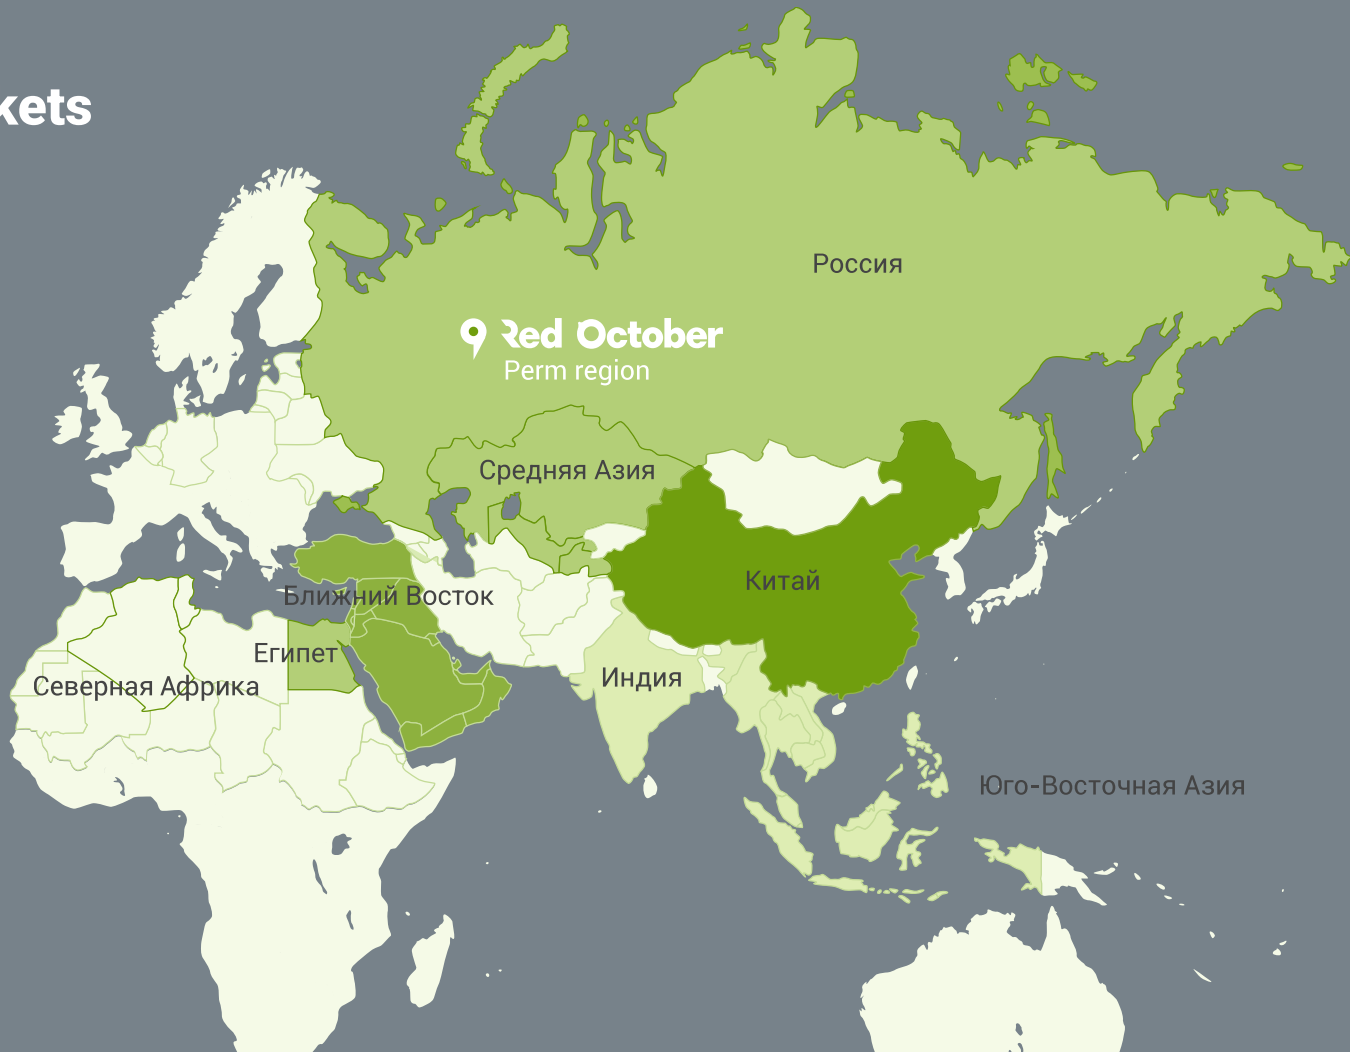 kets
Россия
Red October
Perm region
Средняя Азия
Китай
Ближний Восток
Египет
Индия
Северная Африка
Юго-Восточная Азия